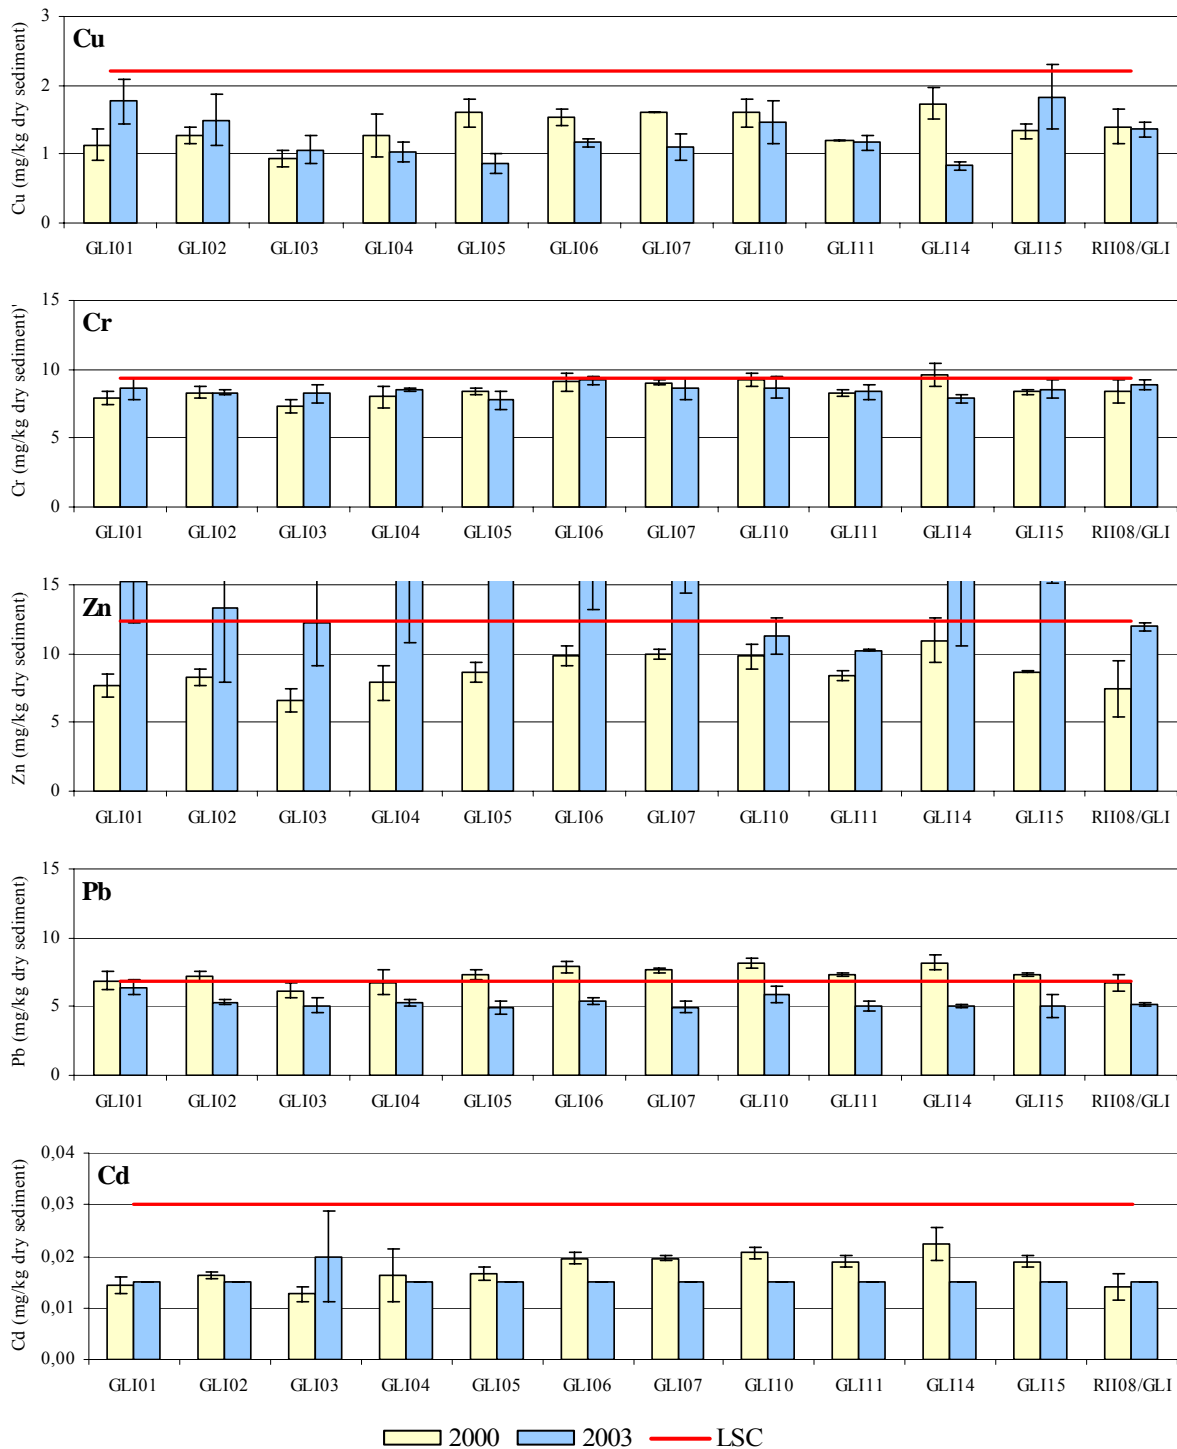 Cu
Cu (mg/kg dry sediment)
3
2
1
0
GLI01 GLI02 GLI03 GLI04 GLI05 GLI06 GLI07 GLI10 GLI11 GLI14 GLI15 RII08/GLI
Cr
Cr (mg/kg dry sediment)'
15
10
5
0
GLI01 GLI02 GLI03 GLI04 GLI05 GLI06 GLI07 GLI10 GLI11 GLI14 GLI15 RII08/GLI
Zn
Zn (mg/kg dry sediment)
15
10
5
0
GLI01 GLI02 GLI03 GLI04 GLI05 GLI06 GLI07 GLI10 GLI11 GLI14 GLI15 RII08/GLI
Pb
Pb (mg/kg dry sediment)
15
10
5
0
GLI01 GLI02 GLI03 GLI04 GLI05 GLI06 GLI07 GLI10 GLI11 GLI14 GLI15 RII08/GLI
Cd
Cd (mg/kg dry sediment)
0,04
0,03
0,02
0,01
0,00
GLI01 GLI02 GLI03 GLI04 GLI05 GLI06 GLI07 GLI10 GLI11 GLI14 GLI15 RII08/GLI
2000 2003 LSC